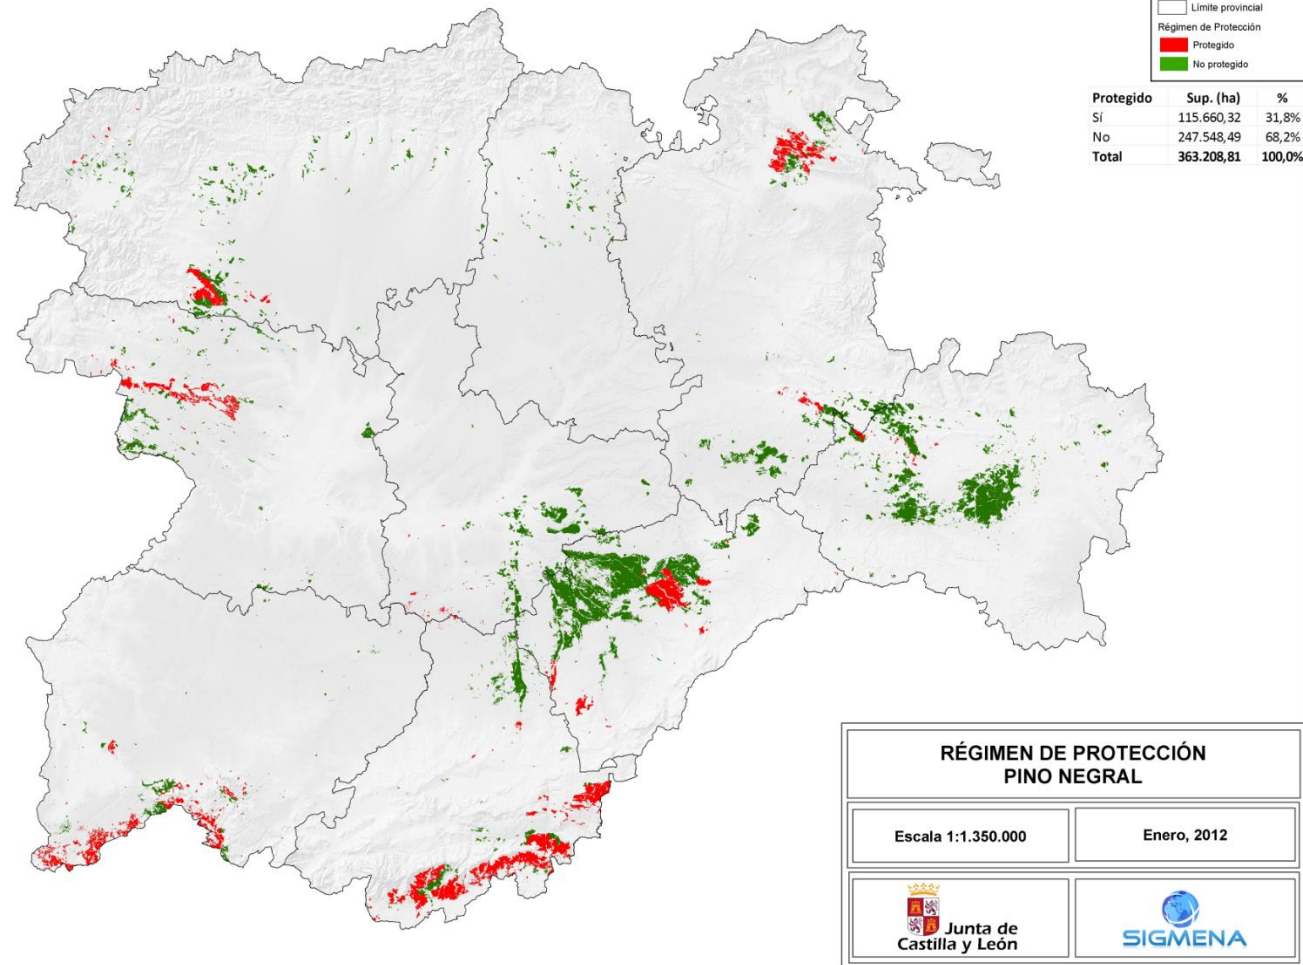 Límite provincial
Régimen de Protección
Protegido
No protegido
Protegido Sup. (ha) %
Sí 115.660,32 31,8%
No 247.548,49 68,2%
Total 363.208,81 100,0%
RÉGIMEN DE PROTECCIÓN
PINO NEGRAL
Escala 1:1.350.000
Enero, 2012
Junta de
Castilla y León
SIGMENA